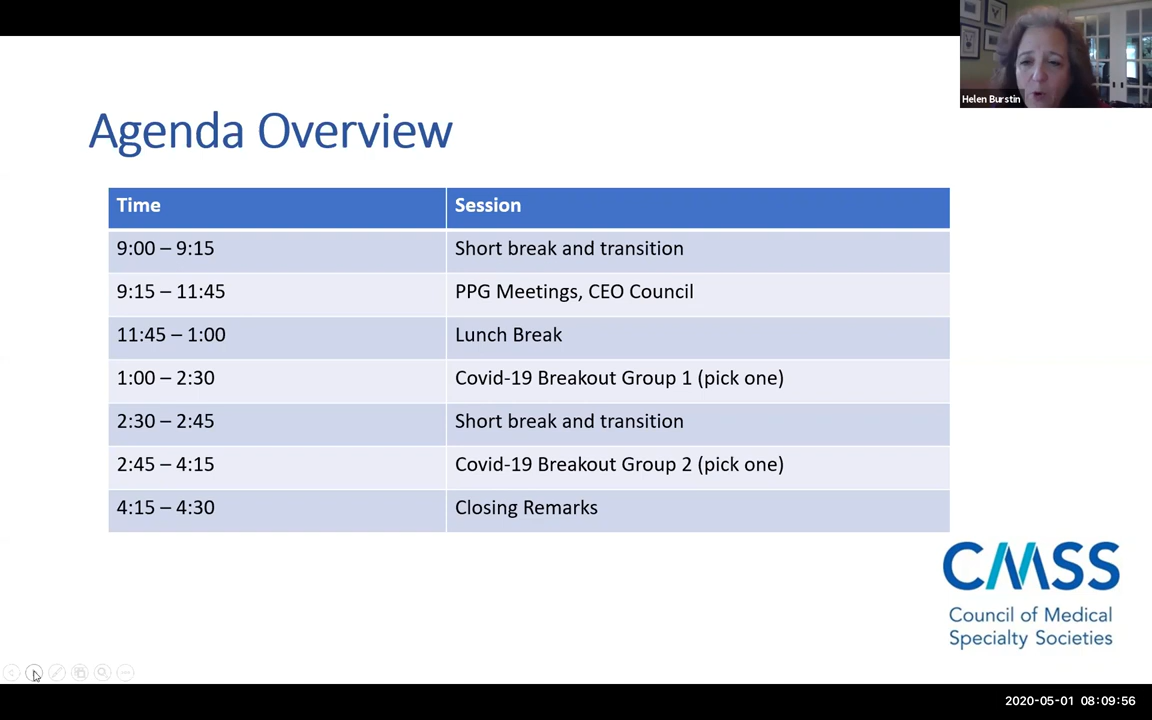 Helen Burstin
Agenda Overview
Time Session
9:00 – 9:15 Short break and transition
9:15 – 11:45 PPG Meetings, CEO Council
11:45 – 1:00 Lunch Break
1:00 – 2:30 Covid-19 Breakout Group 1 (pick one)
2:30 – 2:45 Short break and transition
2:45 – 4:15 Covid-19 Breakout Group 2 (pick one)
4:15 – 4:30 Closing Remarks
CMSS
Council of Medical
Specialty Societies
2020-05-01 08:09:56